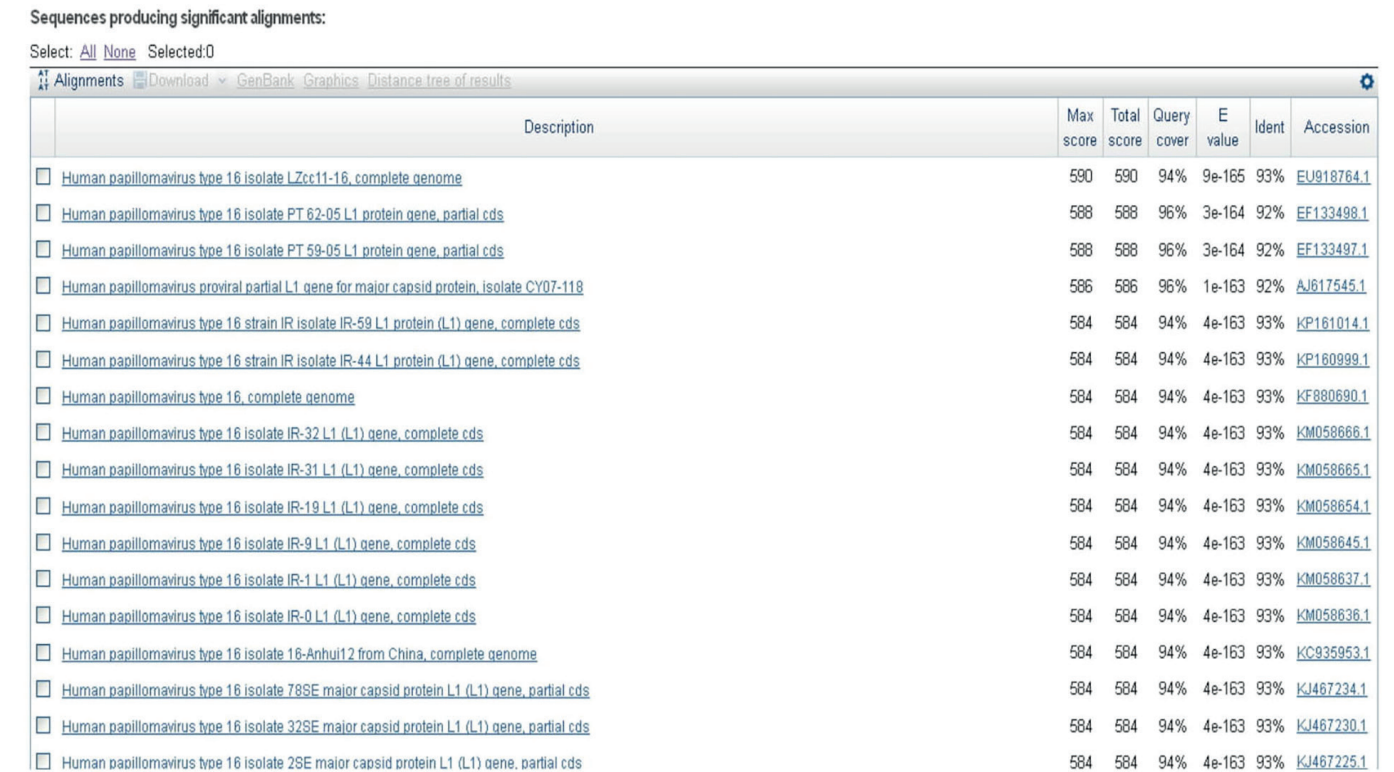 Sequences producing significant alignments:
Select: All None Selected:0
Alignments Download GenBank Graphics Distance tree of results
Description Max score Total score Query cover E value Ident Accession
Human papillomavirus type 16 isolate LZcc11-16, complete genome 590 590 94% 9e-165 93% EU918764.1
Human papillomavirus type 16 isolate PT 62-05 L1 protein gene, partial cds 588 588 96% 3e-164 92% EF133498.1
Human papillomavirus type 16 isolate PT 59-05 L1 protein gene, partial cds 588 588 96% 3e-164 92% EF133497.1
Human papillomavirus proviral partial L1 gene for major capsid protein, isolate CY07-118 586 586 96% 1e-163 92% AJ617545.1
Human papillomavirus type 16 strain IR isolate IR-59 L1 protein (L1) gene, complete cds 584 584 94% 4e-163 93% KP161014.1
Human papillomavirus type 16 strain IR isolate IR-44 L1 protein (L1) gene, complete cds 584 584 94% 4e-163 93% KP160999.1
Human papillomavirus type 16, complete genome 584 584 94% 4e-163 93% KF880690.1
Human papillomavirus type 16 isolate IR-32 L1 (L1) gene, complete cds 584 584 94% 4e-163 93% KM058666.1
Human papillomavirus type 16 isolate IR-31 L1 (L1) gene, complete cds 584 584 94% 4e-163 93% KM058665.1
Human papillomavirus type 16 isolate IR-19 L1 (L1) gene, complete cds 584 584 94% 4e-163 93% KM058654.1
Human papillomavirus type 16 isolate IR-9 L1 (L1) gene, complete cds 584 584 94% 4e-163 93% KM058645.1
Human papillomavirus type 16 isolate IR-1 L1 (L1) gene, complete cds 584 584 94% 4e-163 93% KM058637.1
Human papillomavirus type 16 isolate IR-0 L1 (L1) gene, complete cds 584 584 94% 4e-163 93% KM058636.1
Human papillomavirus type 16 isolate 16-Anhui12 from China, complete genome 584 584 94% 4e-163 93% KC935953.1
Human papillomavirus type 16 isolate 78SE major capsid protein L1 (L1) gene, partial cds 584 584 94% 4e-163 93% KJ467234.1
Human papillomavirus type 16 isolate 32SE major capsid protein L1 (L1) gene, partial cds 584 584 94% 4e-163 93% KJ467230.1
Human papillomavirus type 16 isolate 2SE major capsid protein L1 (L1) gene, partial cds 584 584 94% 4e-163 93% KJ467225.1